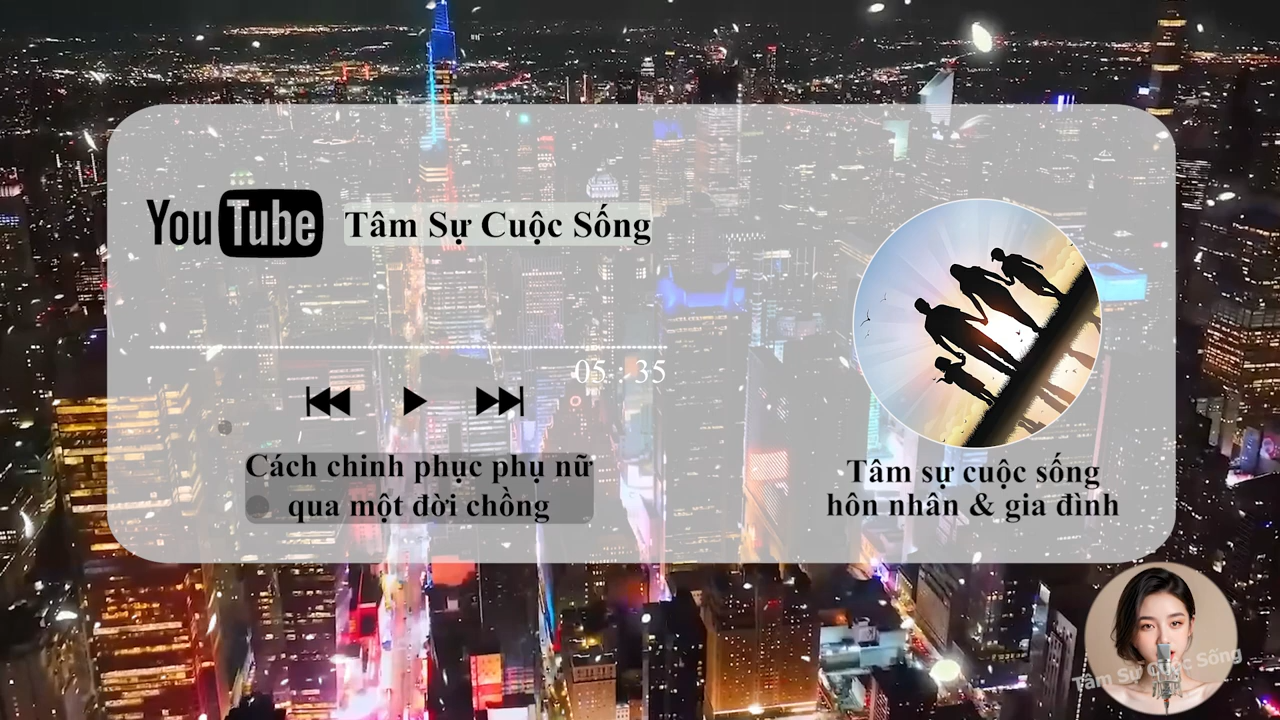 YouTube
Tâm Sự Cuộc Sống
05 : 35
Cách chinh phục phụ nữ
qua một đời chồng
Tâm sự cuộc sống
hôn nhân & gia đình
Tâm Sự Cuộc Sống